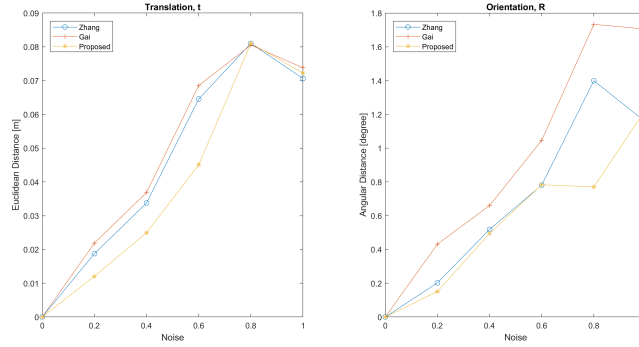 Translation, t
Zhang
Gai
Proposed
0.09
0.08
0.07
0.06
0.05
0.04
0.03
0.02
0.01
0
Euclidean Distance [m]
0 0.2 0.4 0.6 0.8 1
Noise
Orientation, R
Zhang
Gai
Proposed
1.8
1.6
1.4
1.2
1
0.8
0.6
0.4
0.2
0
Angular Distance [degree]
0 0.2 0.4 0.6 0.8
Noise